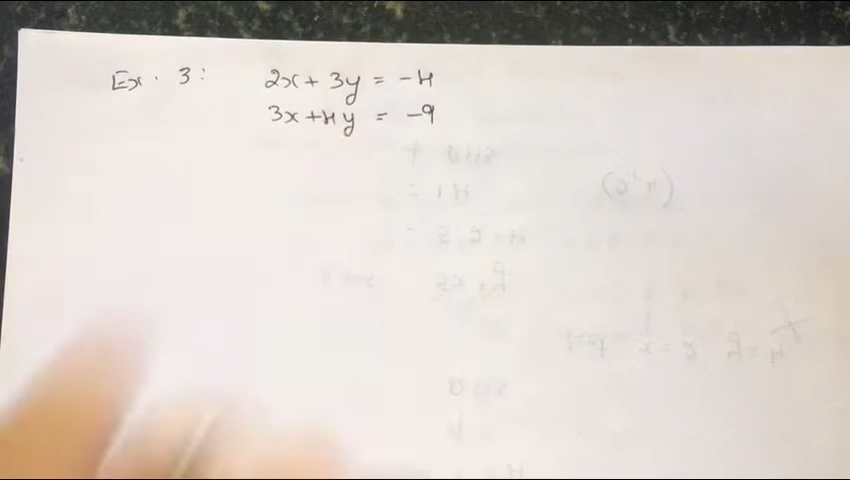 Ex. 3: 2x + 3y = -4
3x + 4y = -9